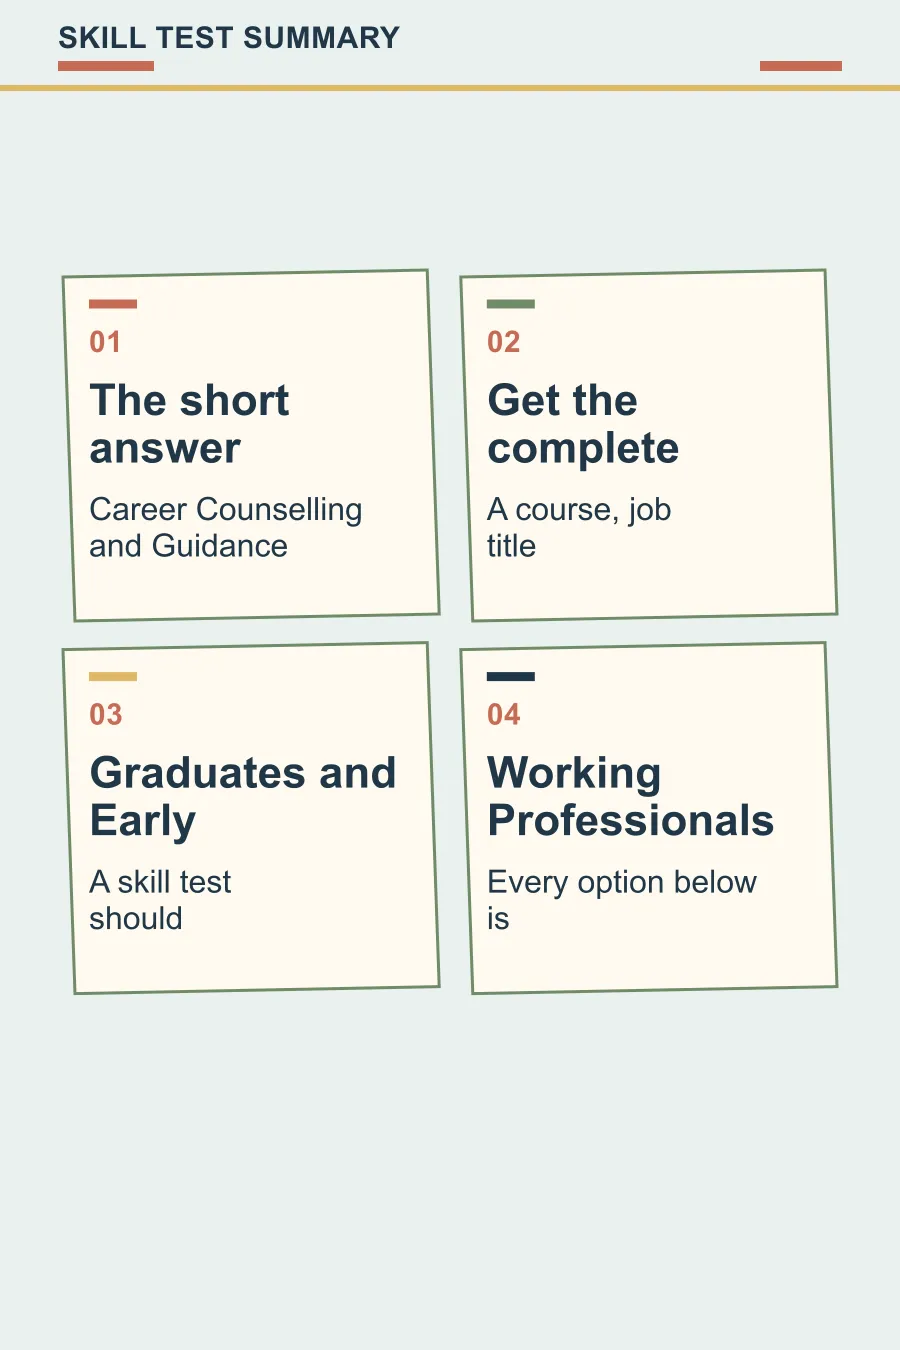 SKILL TEST SUMMARY
01
The short
answer
Career Counselling
and Guidance
02
Get the
complete
A course, job
title
03
Graduates and
Early
A skill test
should
04
Working
Professionals
Every option below
is